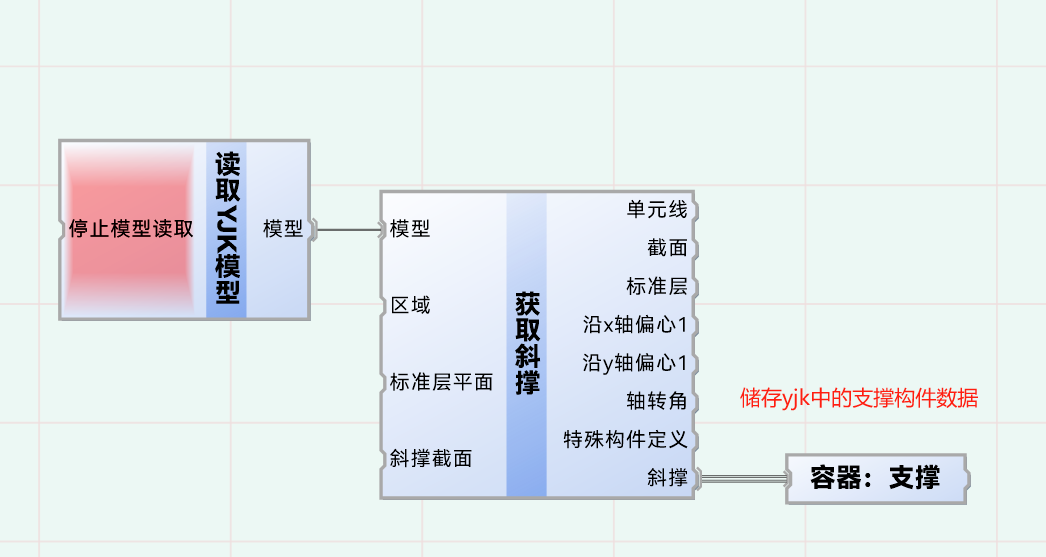 停止模型读取
读取YJK模型
模型
模型
区域
标准层平面
斜撑截面
获取斜撑
单元线
截面
标准层
沿x轴偏心1
沿y轴偏心1
轴转角
特殊构件定义
斜撑
储存yjk中的支撑构件数据
容器：支撑